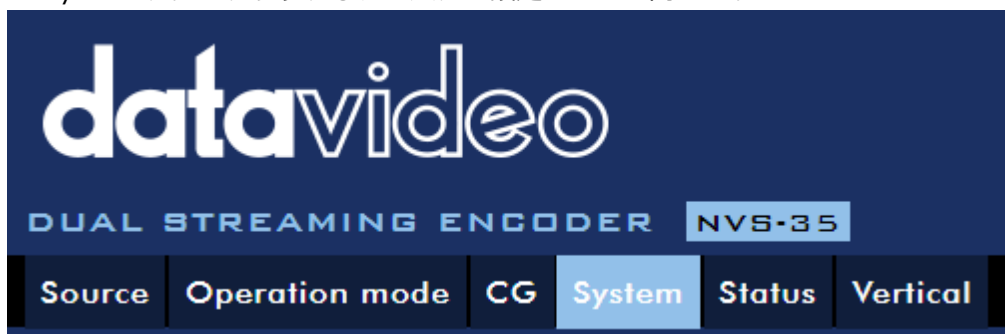 datavideo
DUAL STREAMING ENCODER NVS-35
Source Operation mode CG System Status Vertical